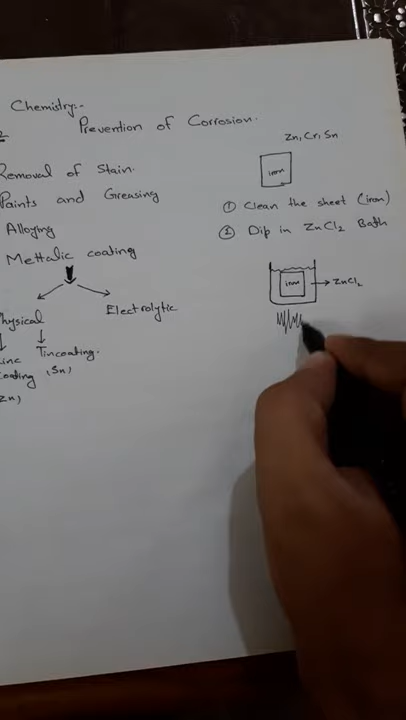 Chemistry:-
Prevention of Corrosion.
Removal of Stain.
Paints and Greasing
Alloying
Mettalic coating
Physical
Electrolytic
Zinc
Coating
(Zn)
Tincoating.
(Sn)
Zn, Cr, Sn
iron
① Clean the sheet (iron)
② Dip in ZnCl2 Bath
iron
ZnCl2